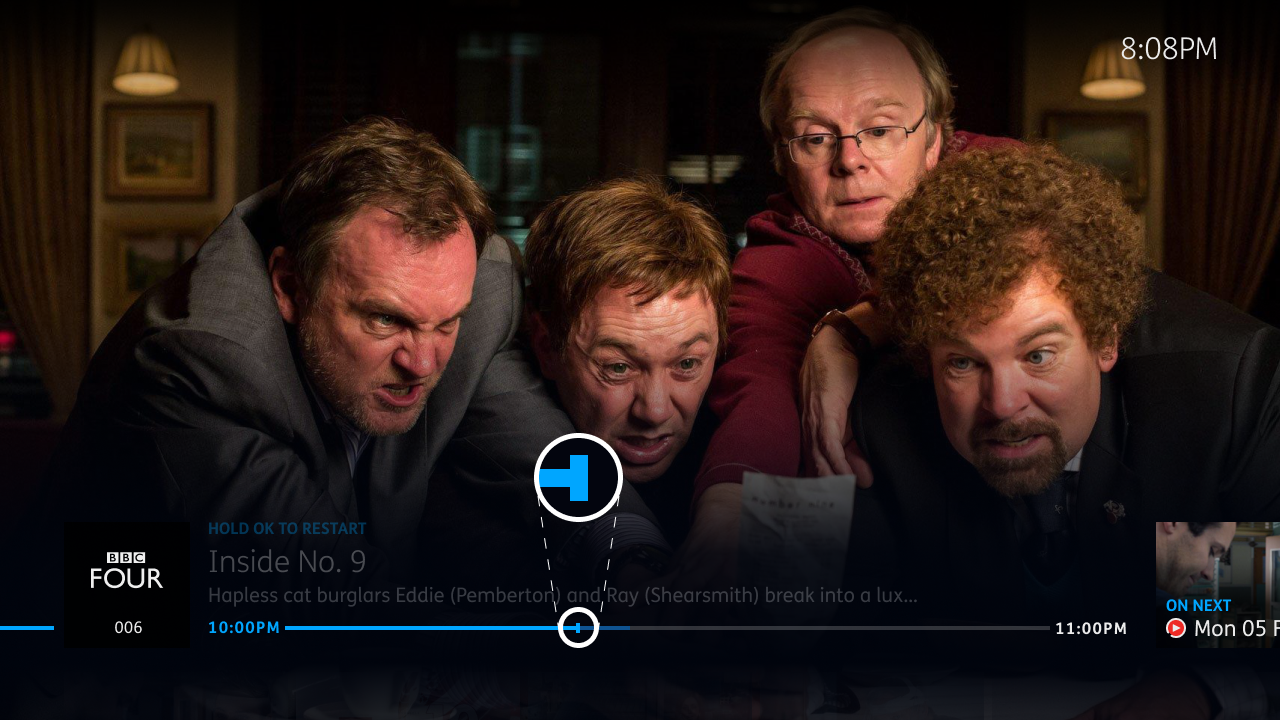 8:08PM
HOLD OK TO RESTART
Inside No. 9
Hapless cat burglars Eddie (Pemberton) and Ray (Shearsmith) break into a lux...
BBC
FOUR
006
10:00PM
11:00PM
ON NEXT
Mon 05 F